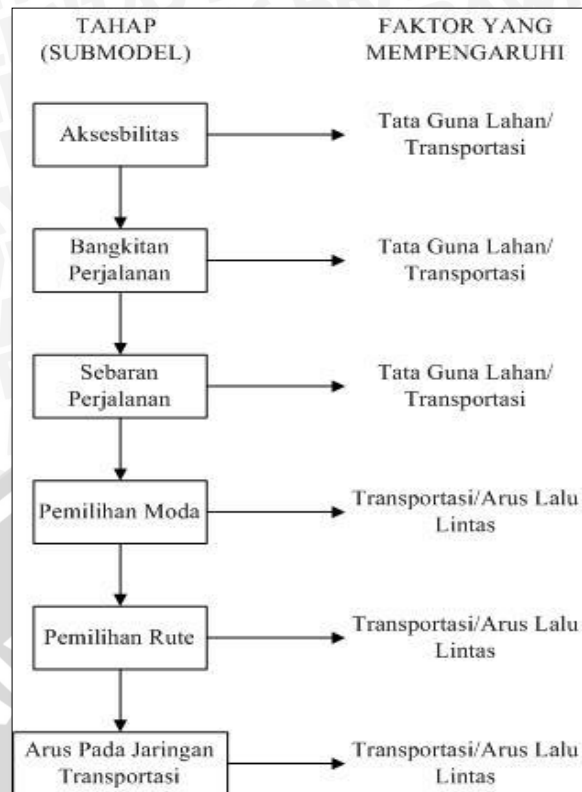 TAHAP
(SUBMODEL)
FAKTOR YANG
MEMPENGARUHI
Aksesbilitas
Tata Guna Lahan/
Transportasi
Bangkitan
Perjalanan
Tata Guna Lahan/
Transportasi
Sebaran
Perjalanan
Tata Guna Lahan/
Transportasi
Pemilihan Moda
Transportasi/Arus Lalu
Lintas
Pemilihan Rute
Transportasi/Arus Lalu
Lintas
Arus Pada Jaringan
Transportasi
Transportasi/Arus Lalu
Lintas